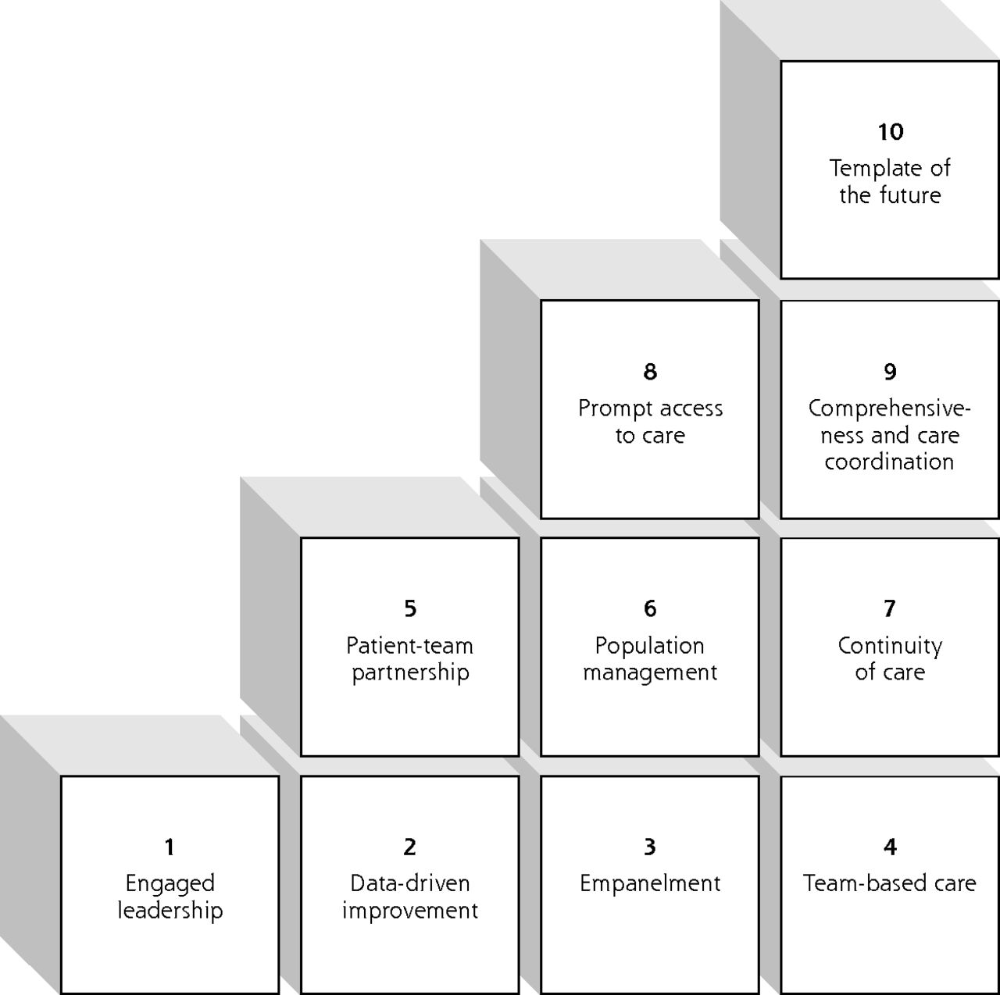 10
Template of
the future
8
Prompt access
to care
9
Comprehensive-
ness and care
coordination
5
Patient-team
partnership
6
Population
management
7
Continuity
of care
1
Engaged
leadership
2
Data-driven
improvement
3
Empanelment
4
Team-based care